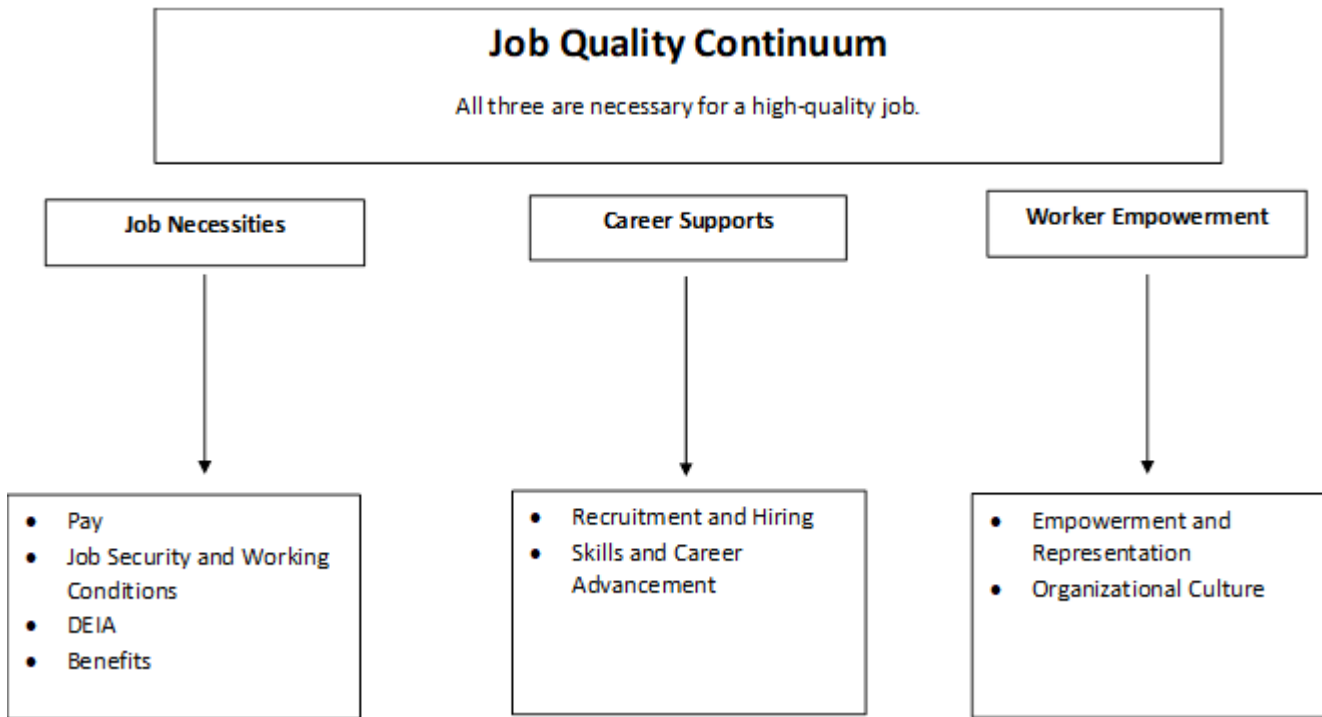 Job Quality Continuum
All three are necessary for a high-quality job.
Job Necessities
Career Supports
Worker Empowerment
• Pay
• Job Security and Working
Conditions
• DEIA
• Benefits
• Recruitment and Hiring
• Skills and Career
Advancement
• Empowerment and
Representation
• Organizational Culture